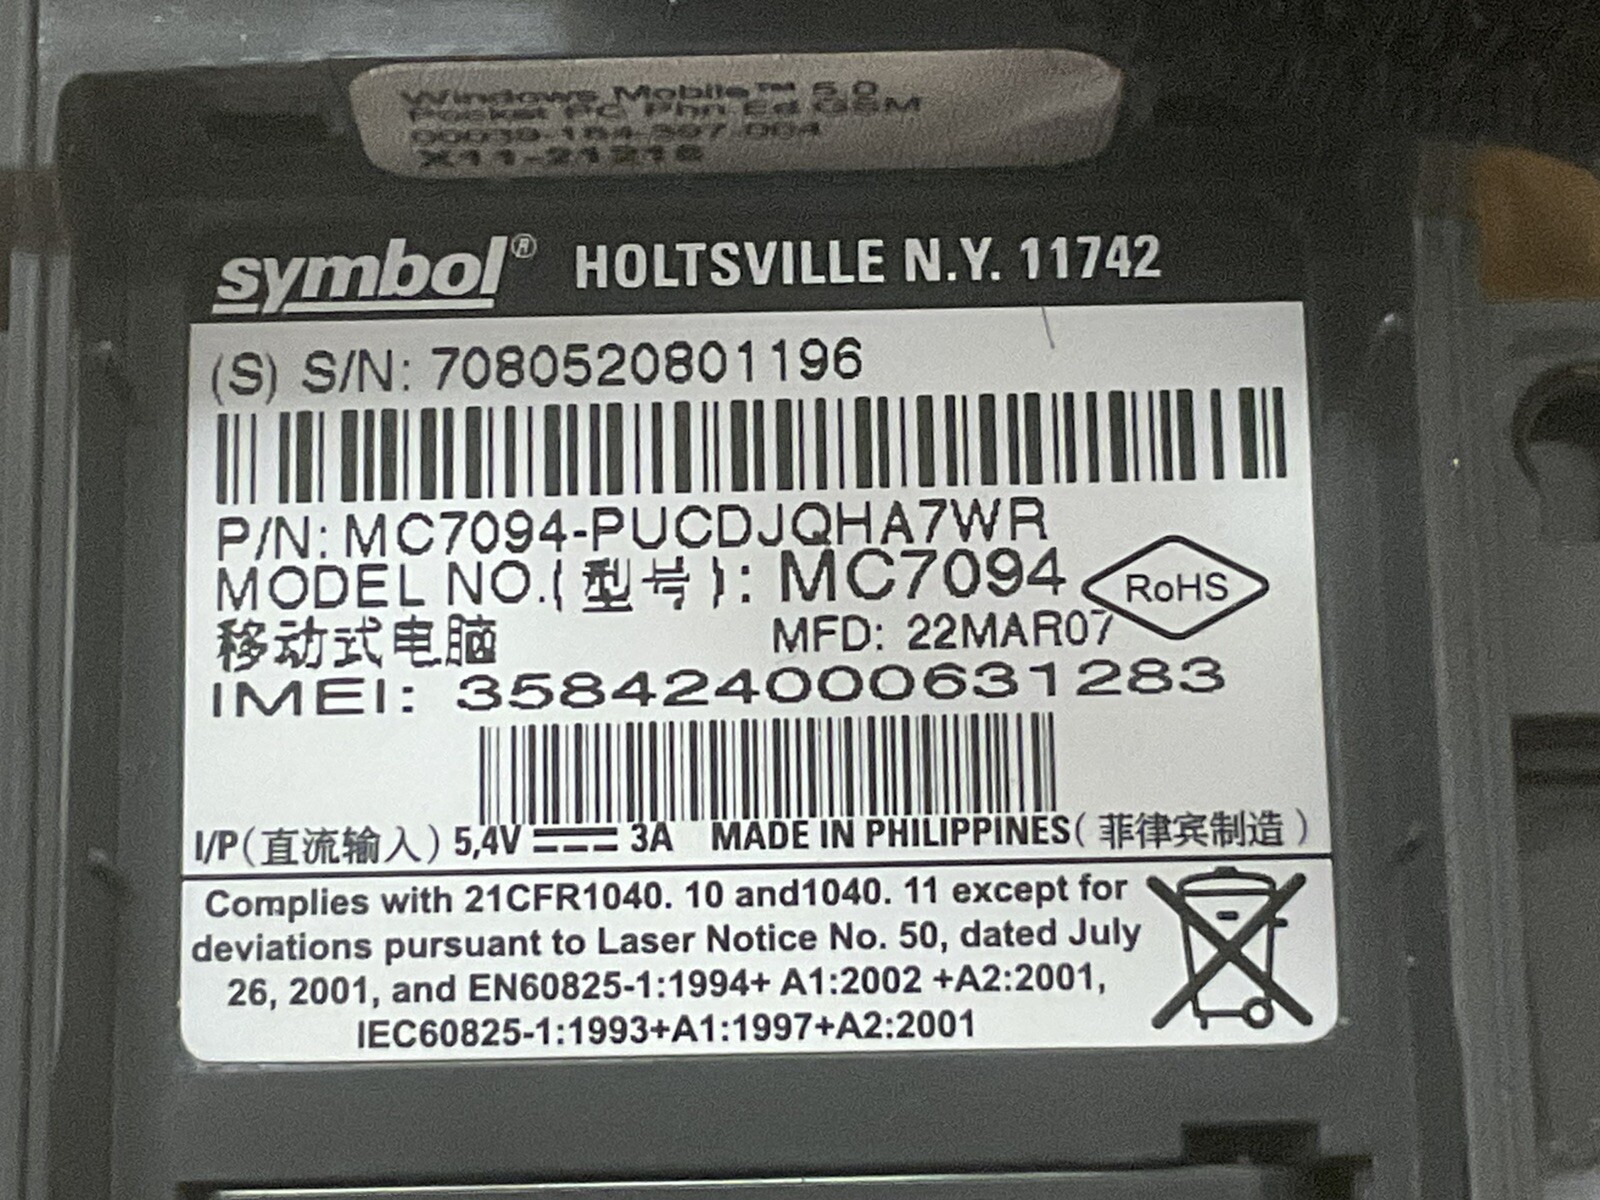 Windows Mobile™ 5.0
Pocket PC Phn Ed GSM
00039-184-397-004
X11-21216
symbol® HOLTSVILLE N.Y. 11742
(S) S/N: 7080520801196
P/N: MC7094-PUCDJQHA7WR
MODEL NO.(型号): MC7094
RoHS
移动式电脑 MFD: 22MAR07
IMEI: 358424000631283
I/P(直流输入) 5,4V 3A MADE IN PHILIPPINES(菲律宾制造)
Complies with 21CFR1040. 10 and1040. 11 except for
deviations pursuant to Laser Notice No. 50, dated July
26, 2001, and EN60825-1:1994+ A1:2002 +A2:2001,
IEC60825-1:1993+A1:1997+A2:2001